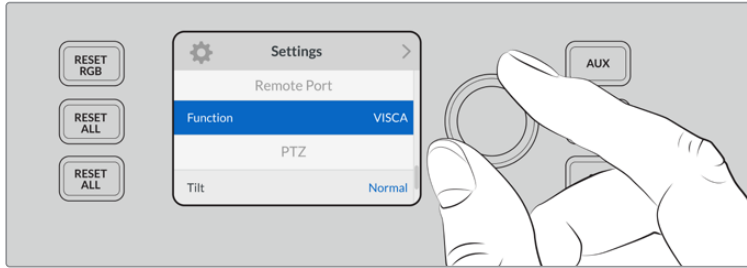 RESET
RGB
RESET
ALL
RESET
ALL
Settings
Remote Port
Function VISCA
PTZ
Tilt Normal
AUX